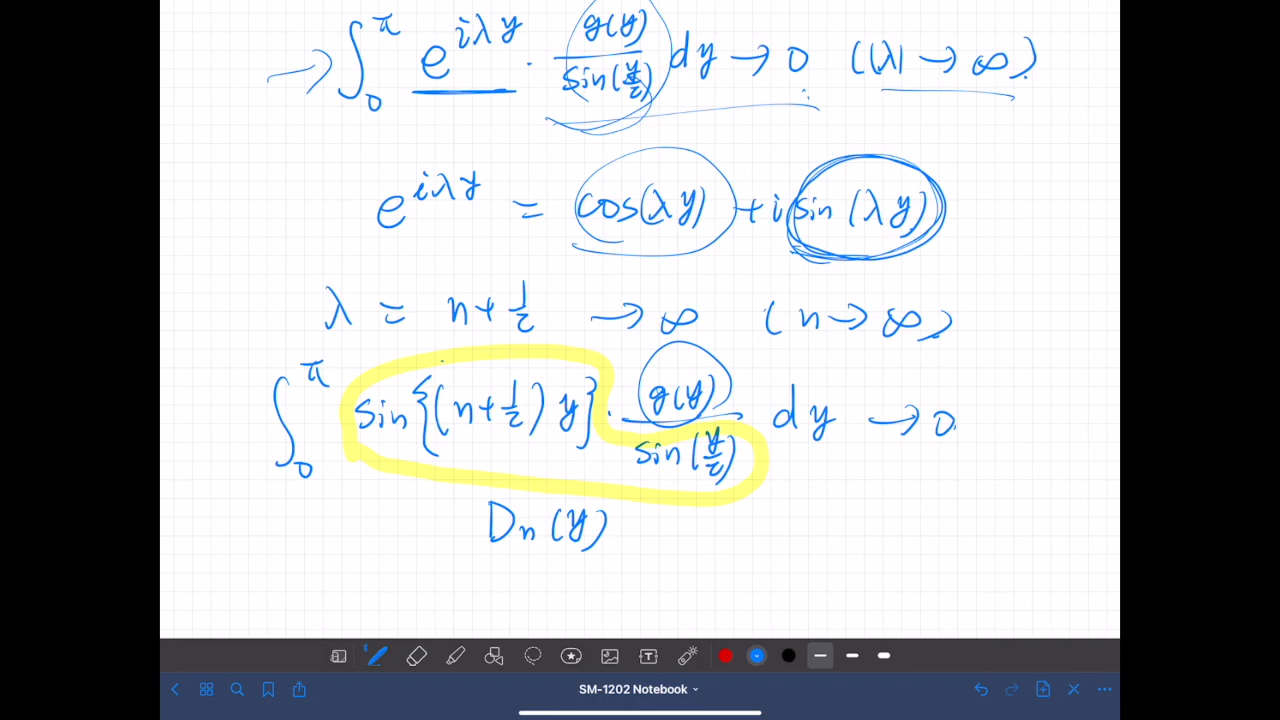 → ∫₀^π e^{iλy} · g(y)/sin(y/2) dy → 0 (|λ| → ∞)
e^{iλy} = cos(λy) + i sin(λy)
λ = n+1/2 → ∞ (n → ∞)
∫₀^π sin{(n+1/2)y} · g(y)/sin(y/2) dy → 0
Dn(y)
SM-1202 Notebook